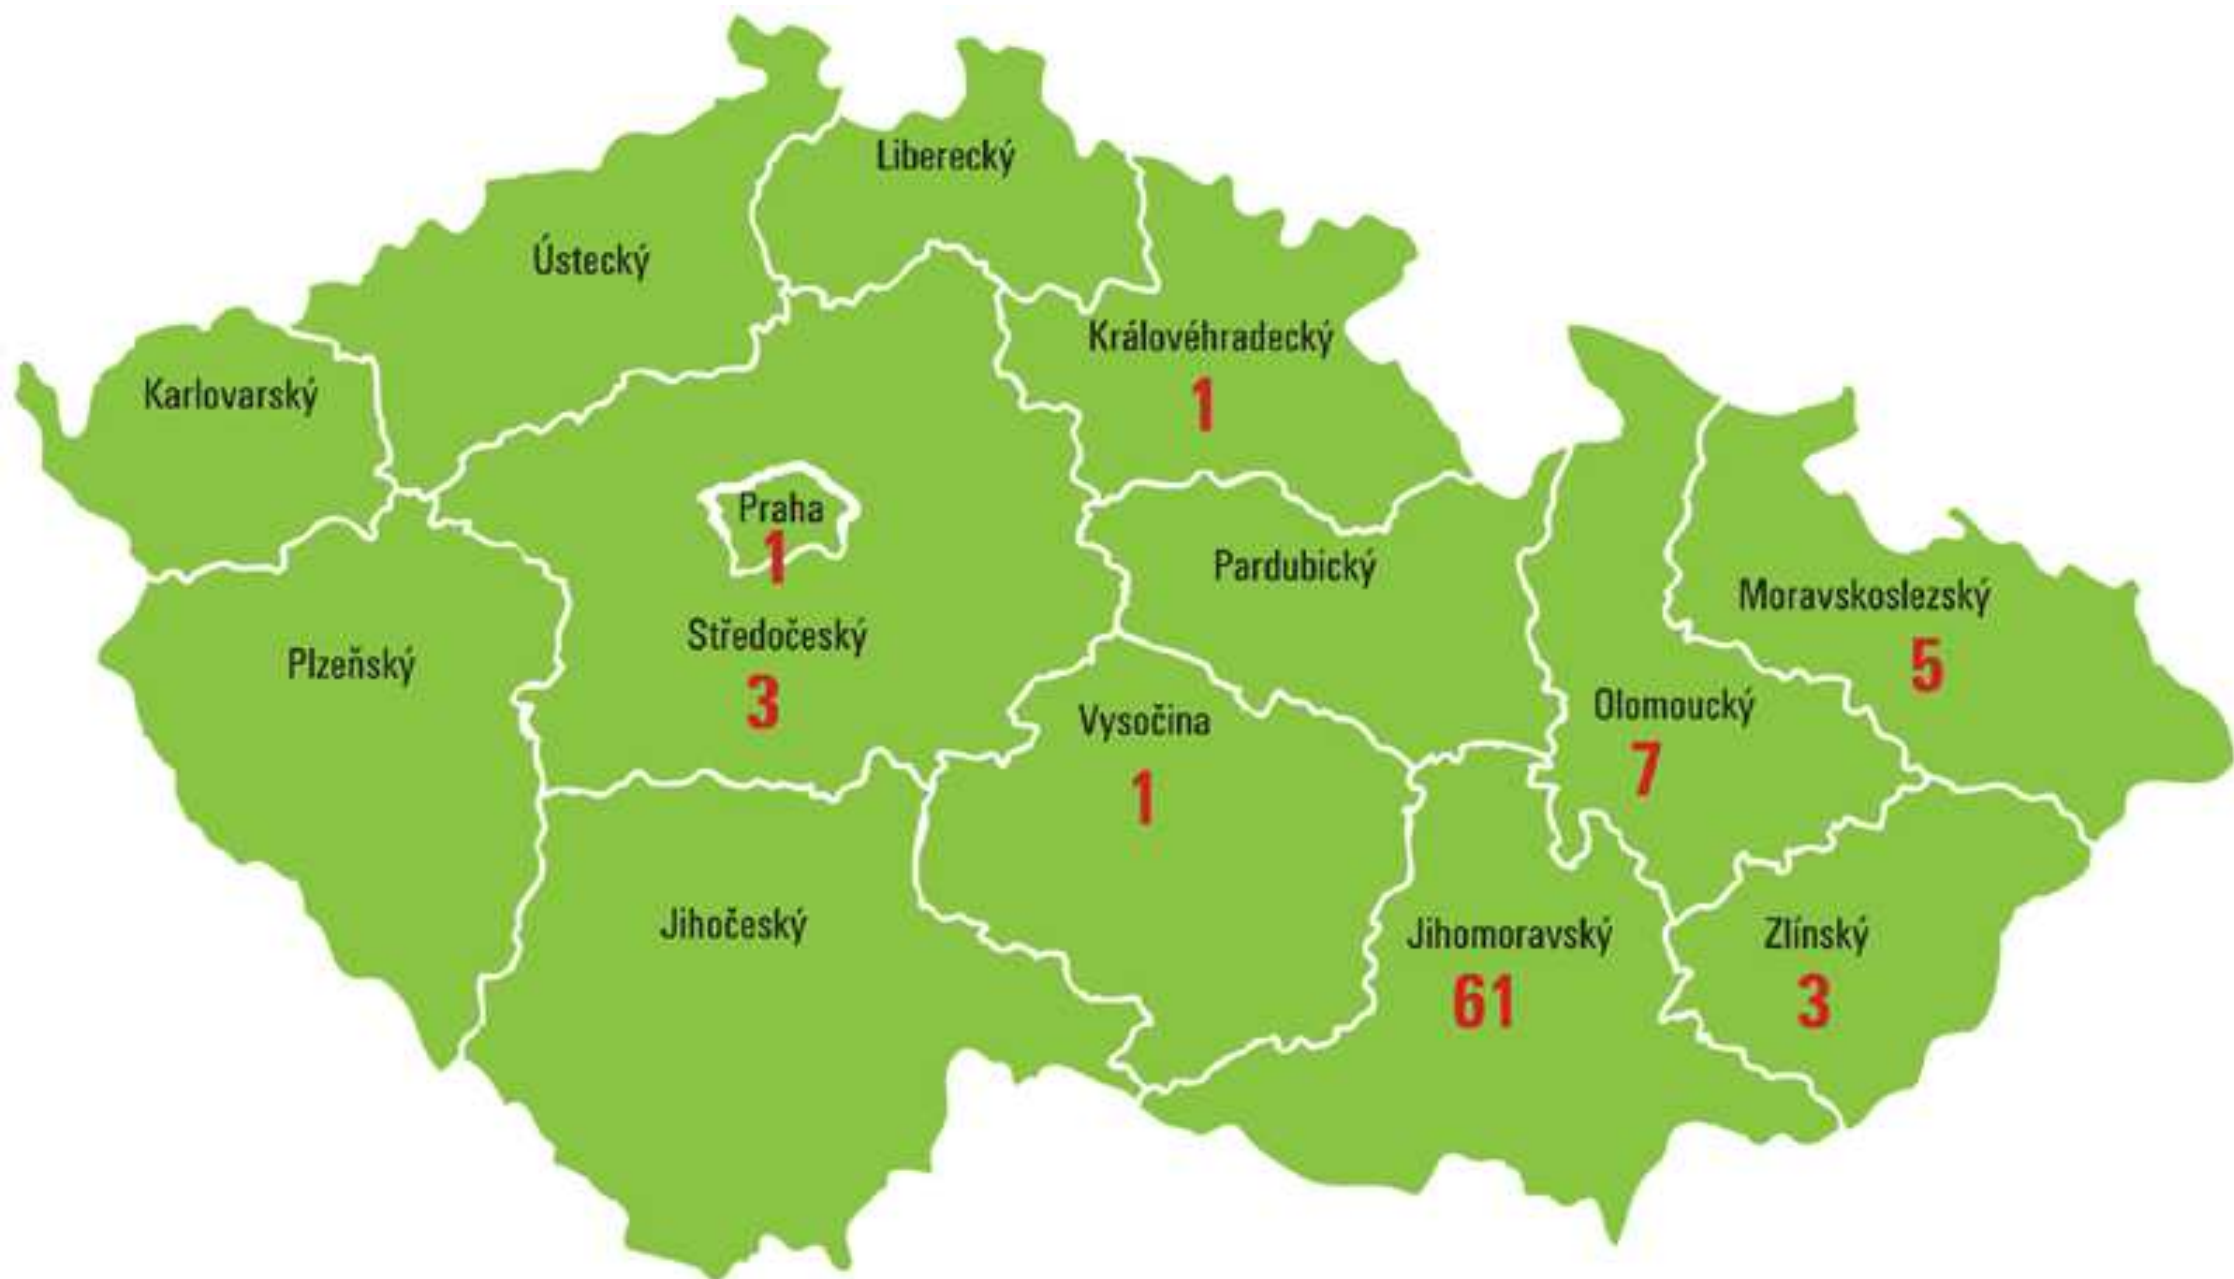 Liberecký
Ústecký
Královéhradecký
1
Karlovarský
Praha
1
Pardubický
Moravskoslezský
5
Středočeský
3
Plzeňský
Olomoucký
7
Vysočina
1
Jihočeský
Jihomoravský
61
Zlínský
3